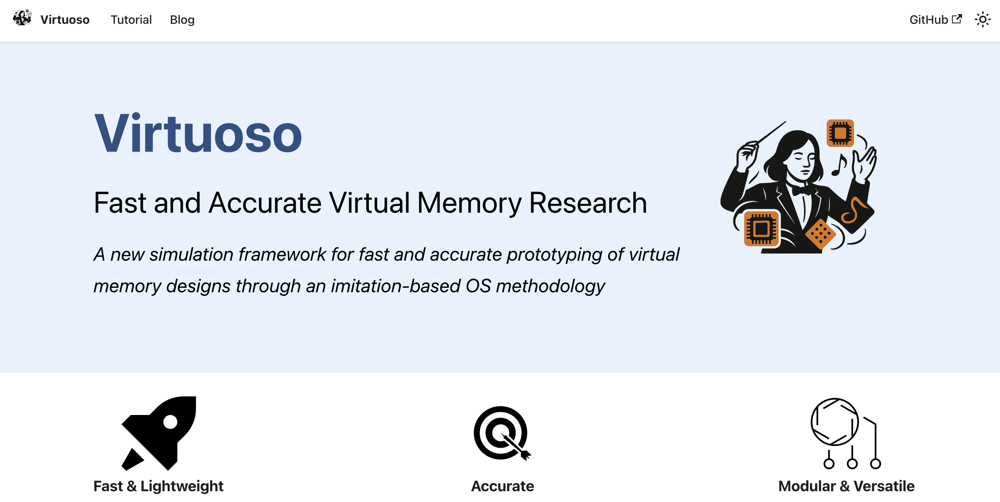 Virtuoso Tutorial Blog GitHub
Virtuoso
Fast and Accurate Virtual Memory Research
A new simulation framework for fast and accurate prototyping of virtual
memory designs through an imitation-based OS methodology
Fast & Lightweight
Accurate
Modular & Versatile